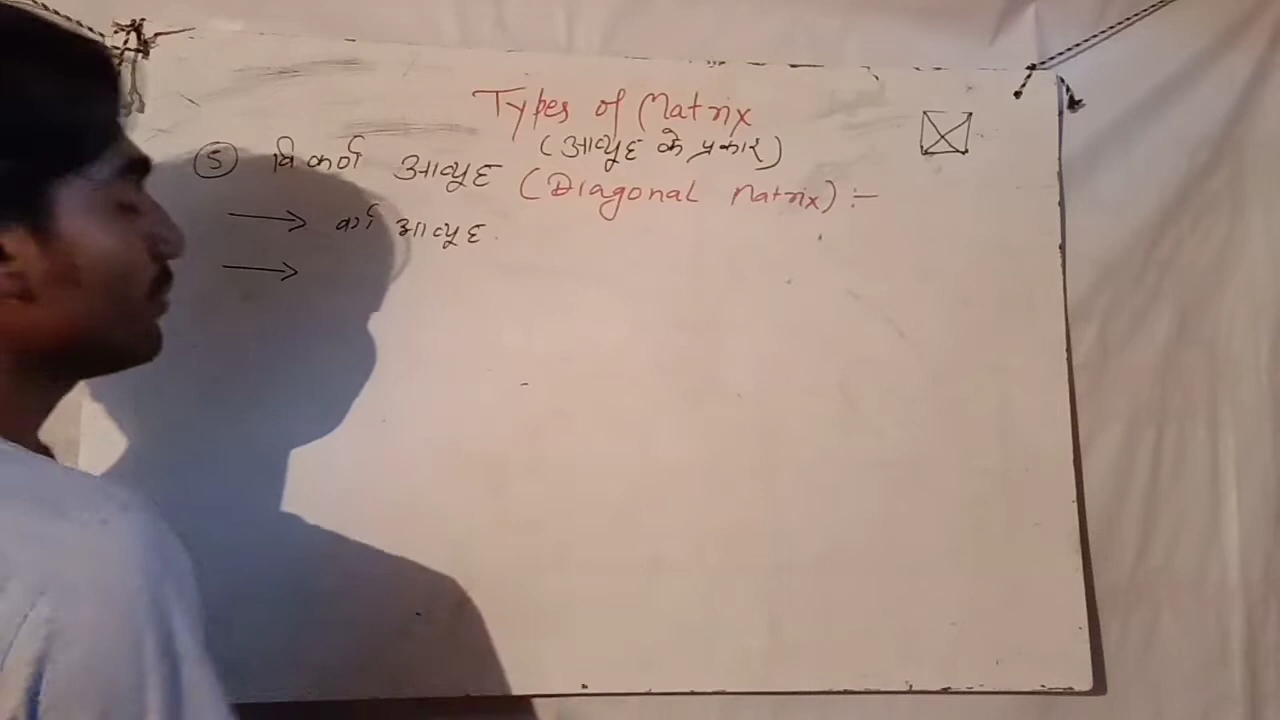 Types of Matrix
(आव्यूह के प्रकार)
⑤ विकर्ण आव्यूह (Diagonal Matrix) :-
→ वर्ग आव्यूह
→